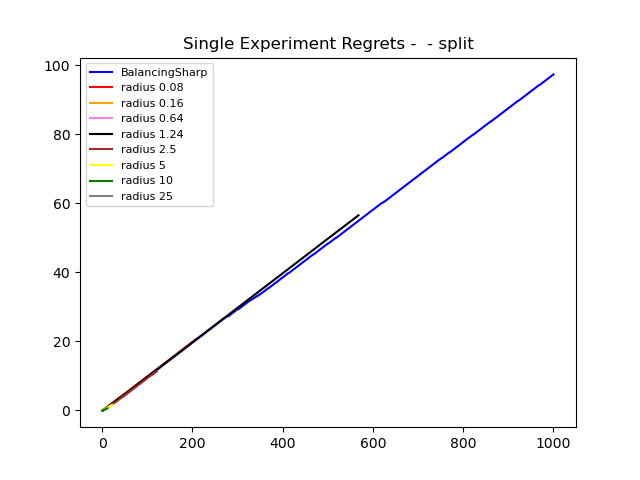 Single Experiment Regrets -  - split
100
80
60
40
20
0
BalancingSharp
radius 0.08
radius 0.16
radius 0.64
radius 1.24
radius 2.5
radius 5
radius 10
radius 25
0 200 400 600 800 1000